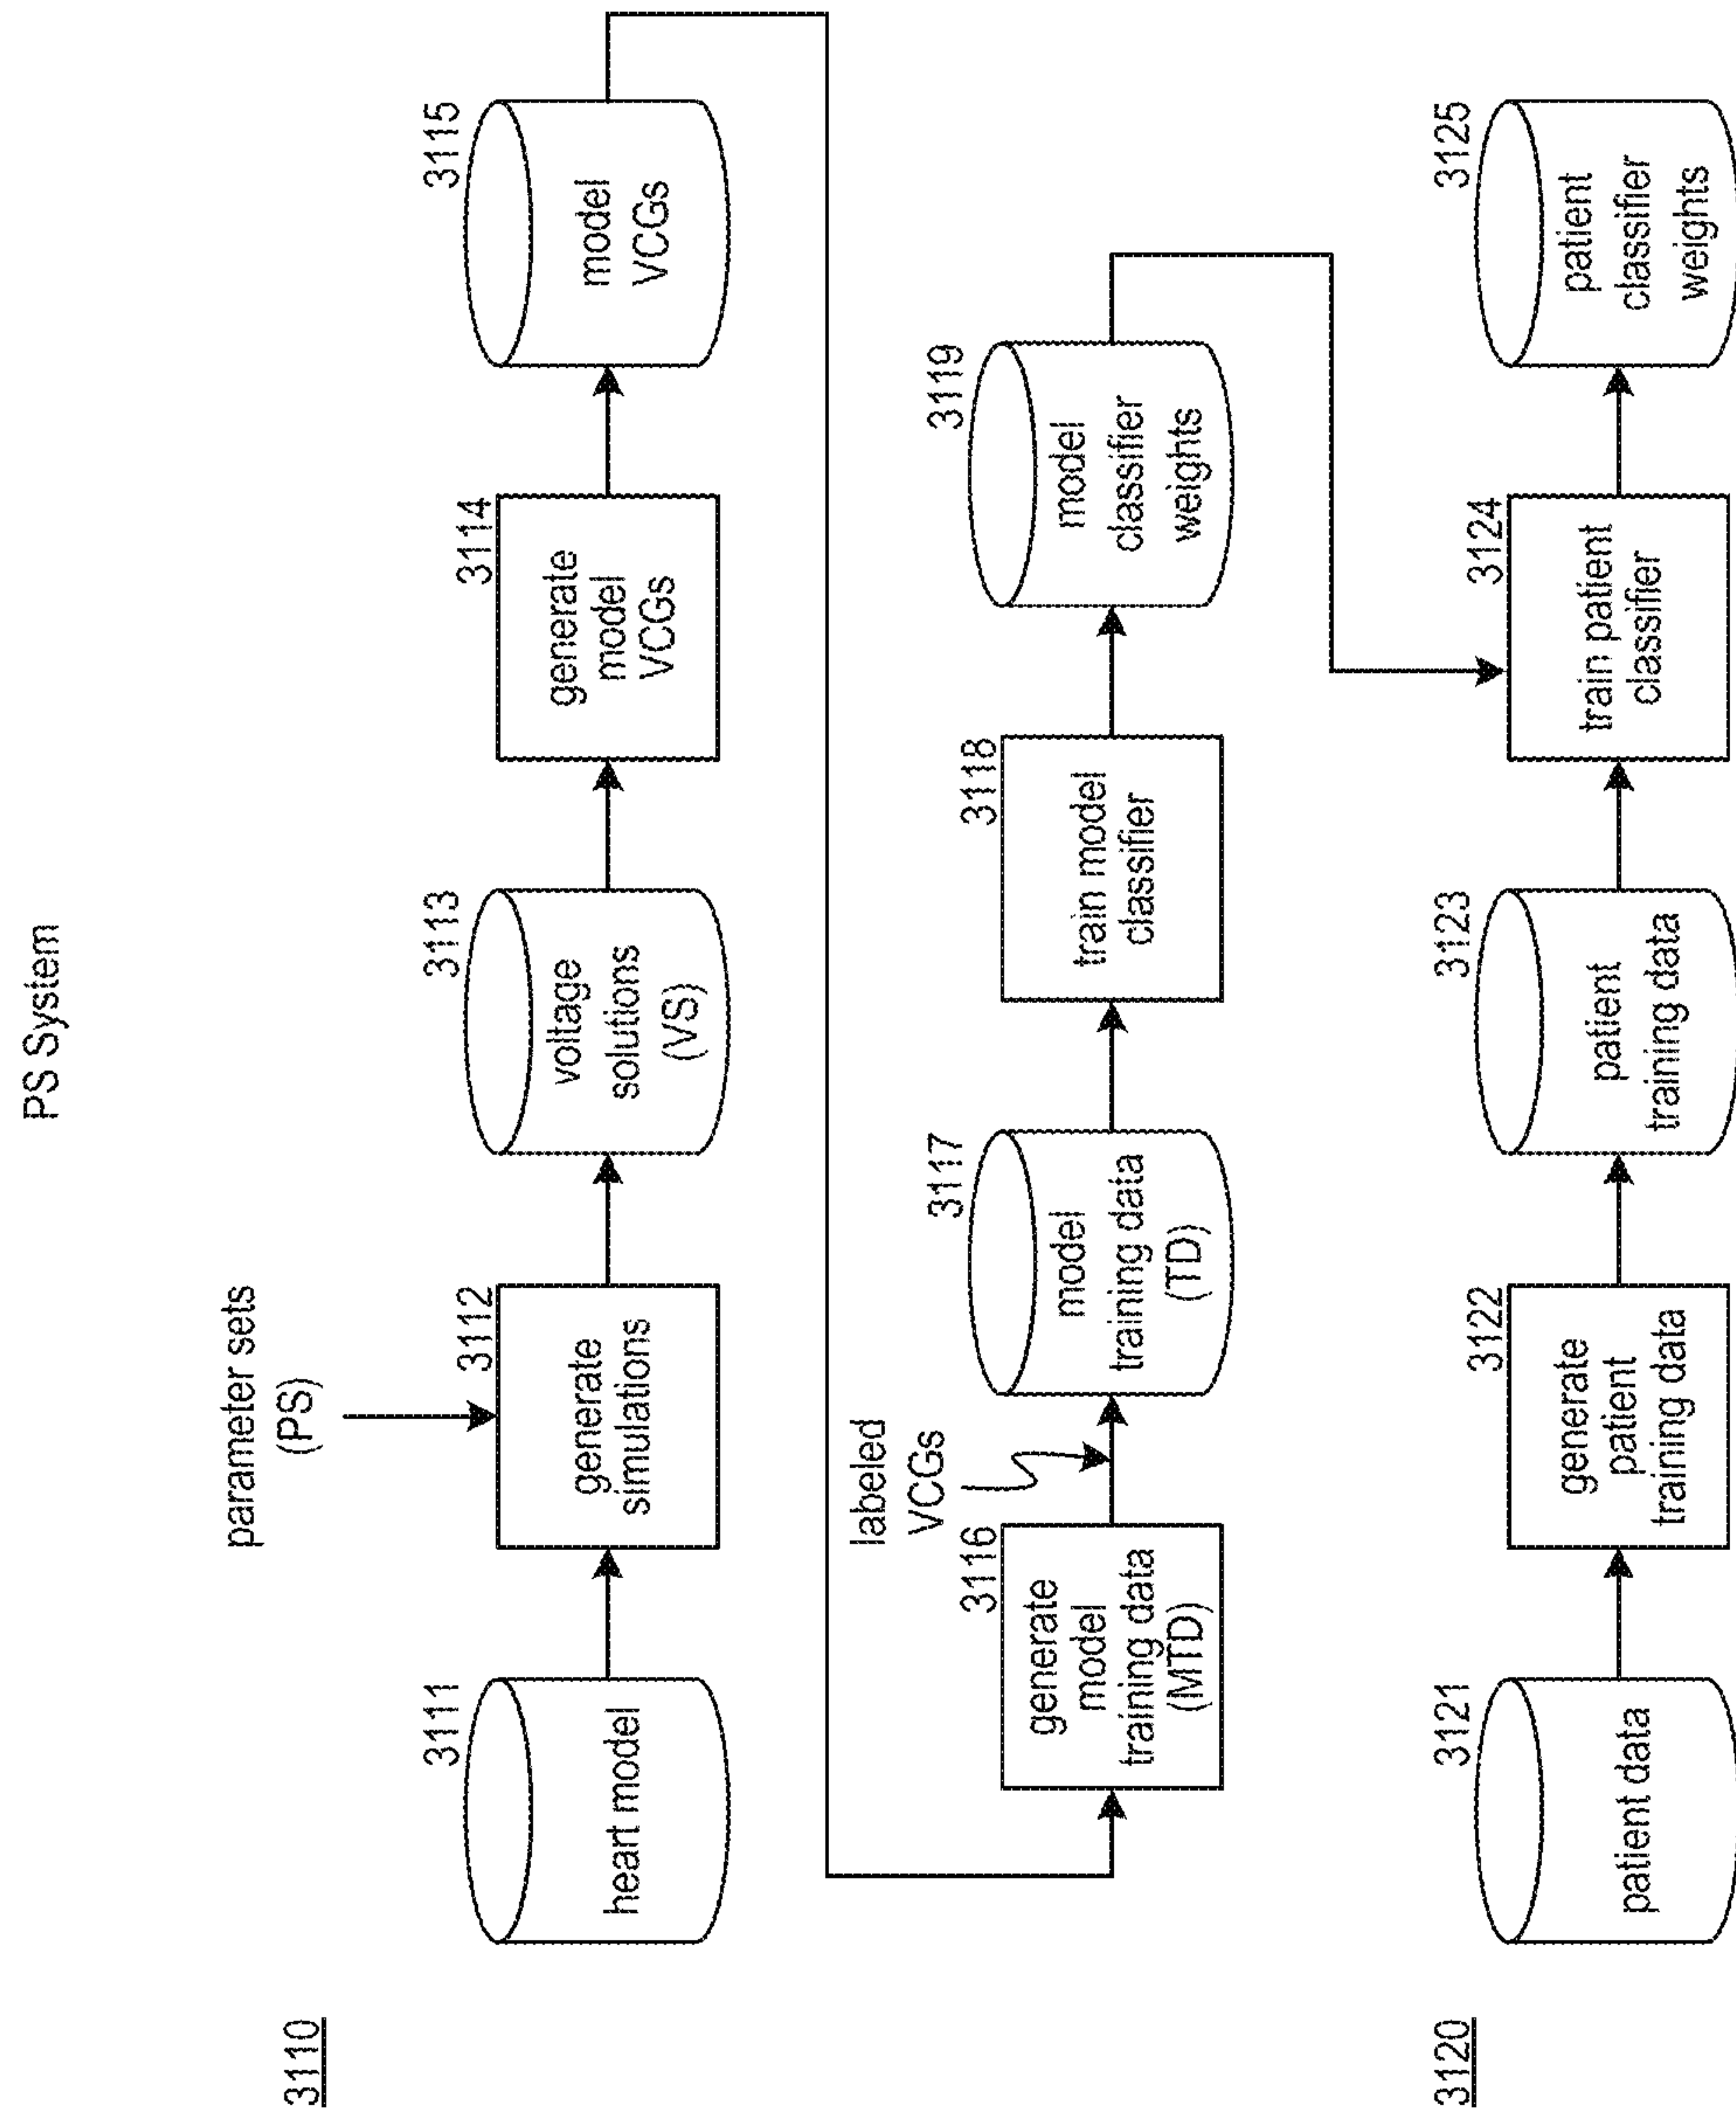 PS System
3110
parameter sets
(PS)
3111
heart model
3112
generate
simulations
3113
voltage
solutions
(VS)
3114
generate
model
VCGs
3115
model
VCGs
3116
generate
model
training data
(MTD)
labeled
VCGs
3117
model
training data
(TD)
3118
train model
classifier
3119
model
classifier
weights
3120
3121
patient data
3122
generate
patient
training data
3123
patient
training data
3124
train patient
classifier
3125
patient
classifier
weights